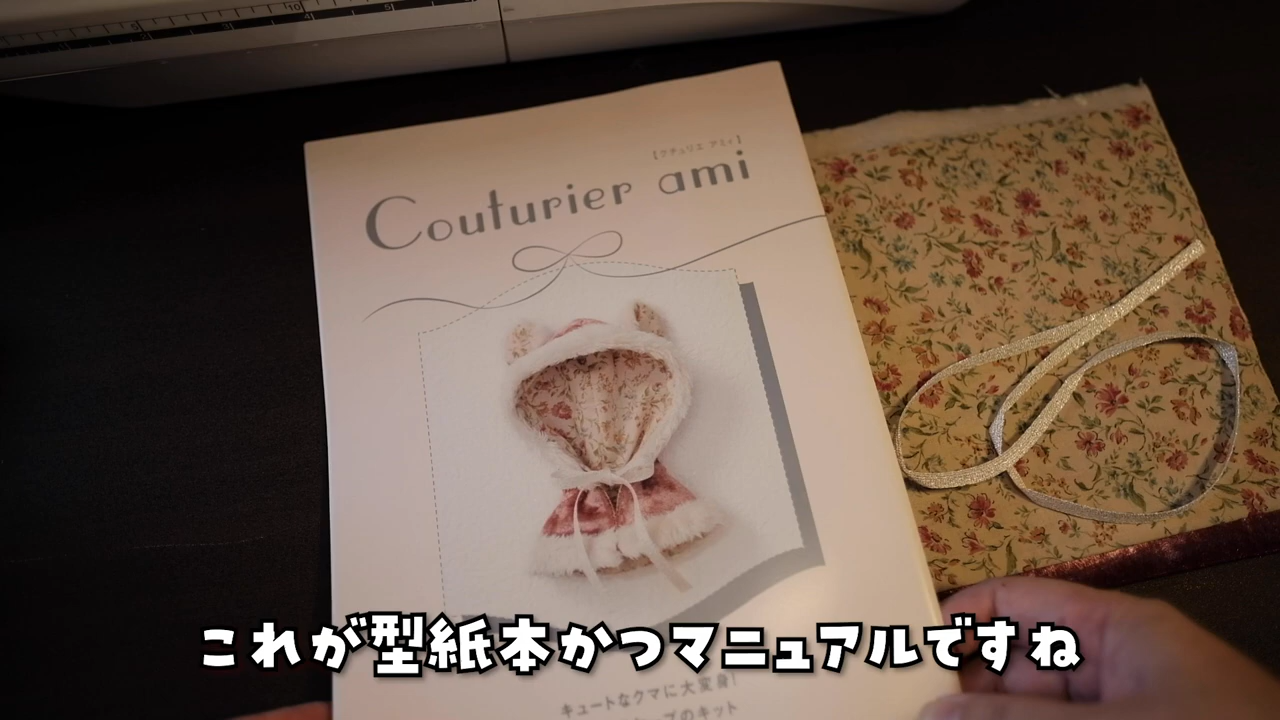 【クチュリエ アミィ】
Couturier ami
これが型紙本かつマニュアルですね
キュートなクマに大変身!
プのキット